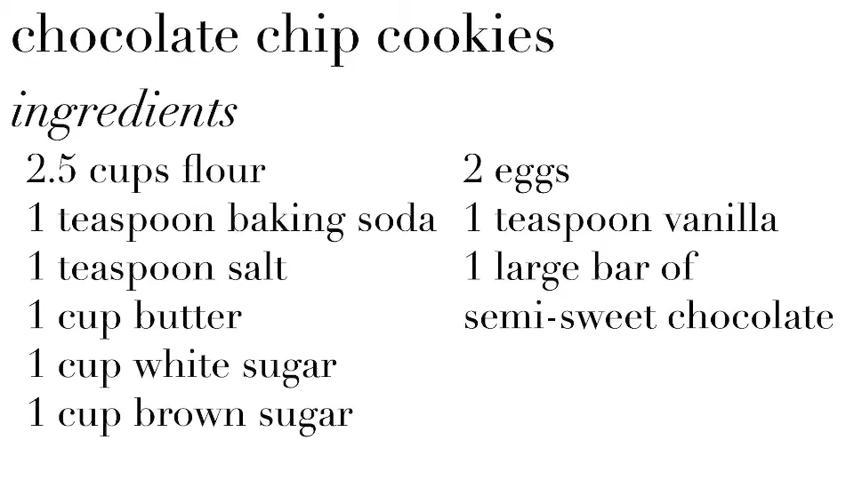 chocolate chip cookies
ingredients
2.5 cups flour
1 teaspoon baking soda
1 teaspoon salt
1 cup butter
1 cup white sugar
1 cup brown sugar
2 eggs
1 teaspoon vanilla
1 large bar of
semi-sweet chocolate